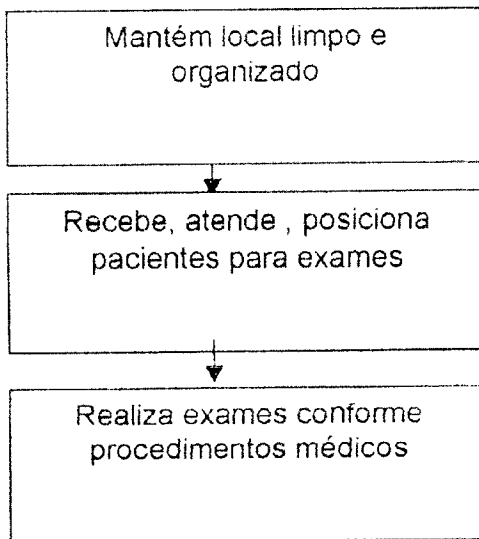 Mantém local limpo e
organizado
Recebe, atende , posiciona
pacientes para exames
Realiza exames conforme
procedimentos médicos